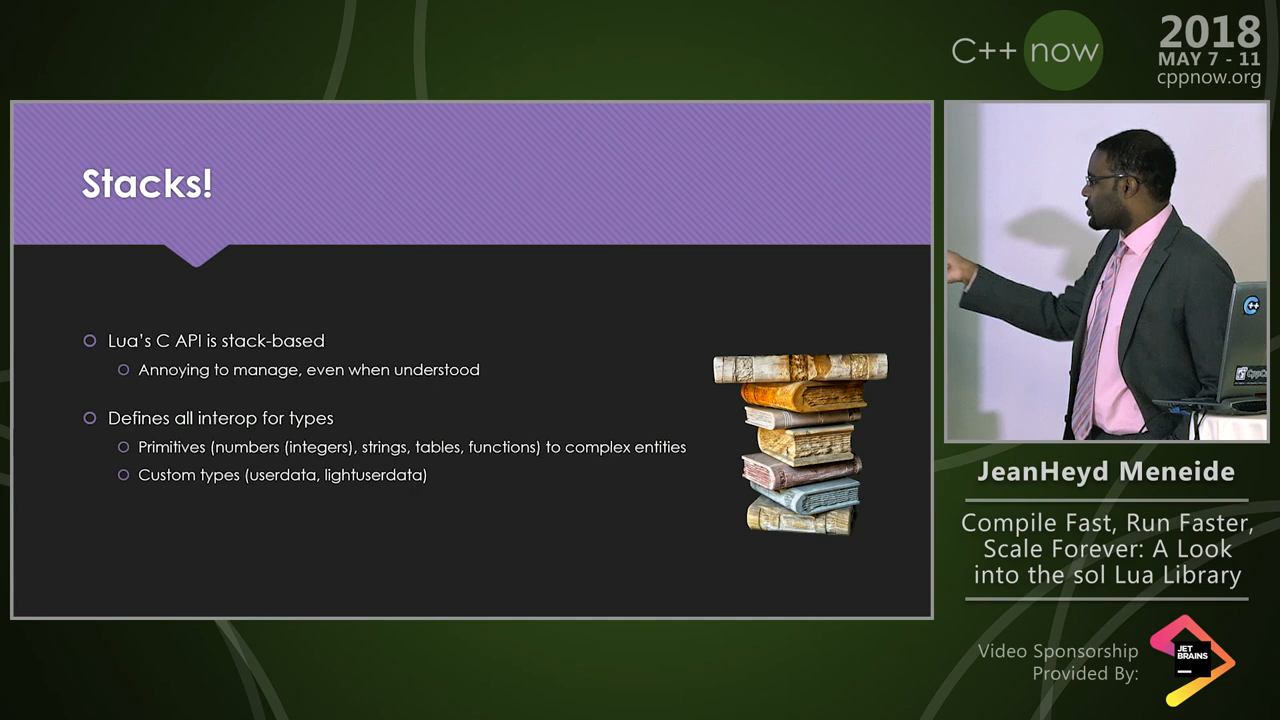 C++ now
2018
MAY 7 - 11
cppnow.org
Stacks!
Lua's C API is stack-based
Annoying to manage, even when understood
Defines all interop for types
Primitives (numbers (integers), strings, tables, functions) to complex entities
Custom types (userdata, lightuserdata)
JeanHeyd Meneide
Compile Fast, Run Faster,
Scale Forever: A Look
into the sol Lua Library
Video Sponsorship
Provided By:
JET
BRAINS